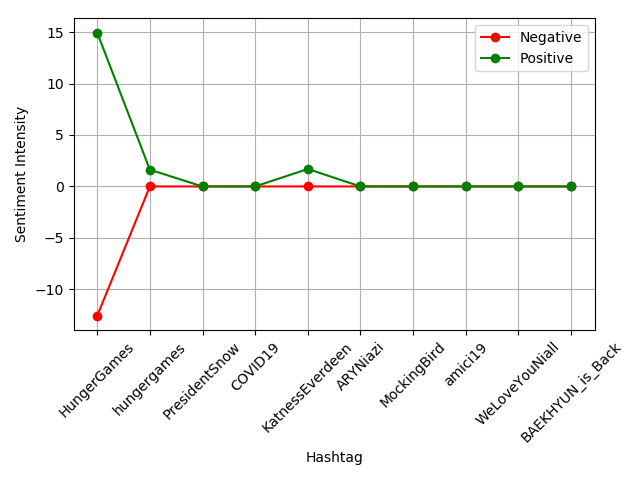 Negative
Positive
Sentiment Intensity
15
10
5
0
−5
−10
HungerGames
hungergames
PresidentSnow
COVID19
KatnessEverdeen
ARYNiazi
MockingBird
amici19
WeLoveYouNiall
BAEKHYUN_is_Back
Hashtag